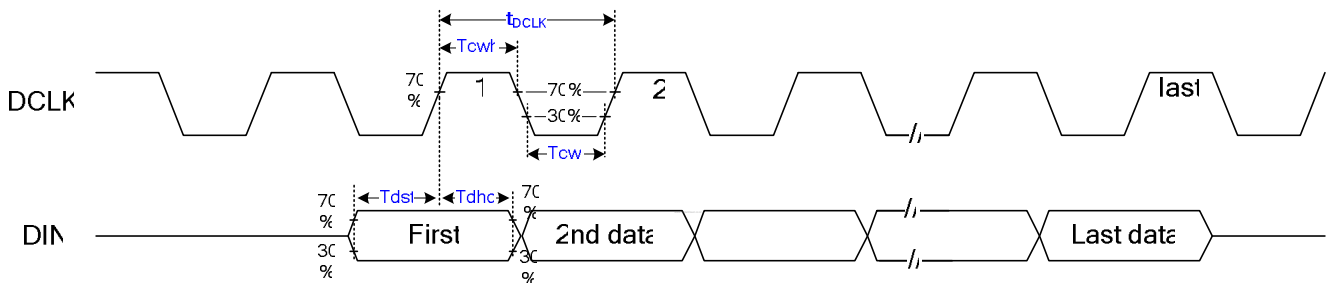 tDCLK
Tcwh
70
%
1
70%
2
last
DCLK
30%
Tcw
70
%
Tdst
Tdhd
70
%
DIN
First
2nd data
Last data
30
%
30
%